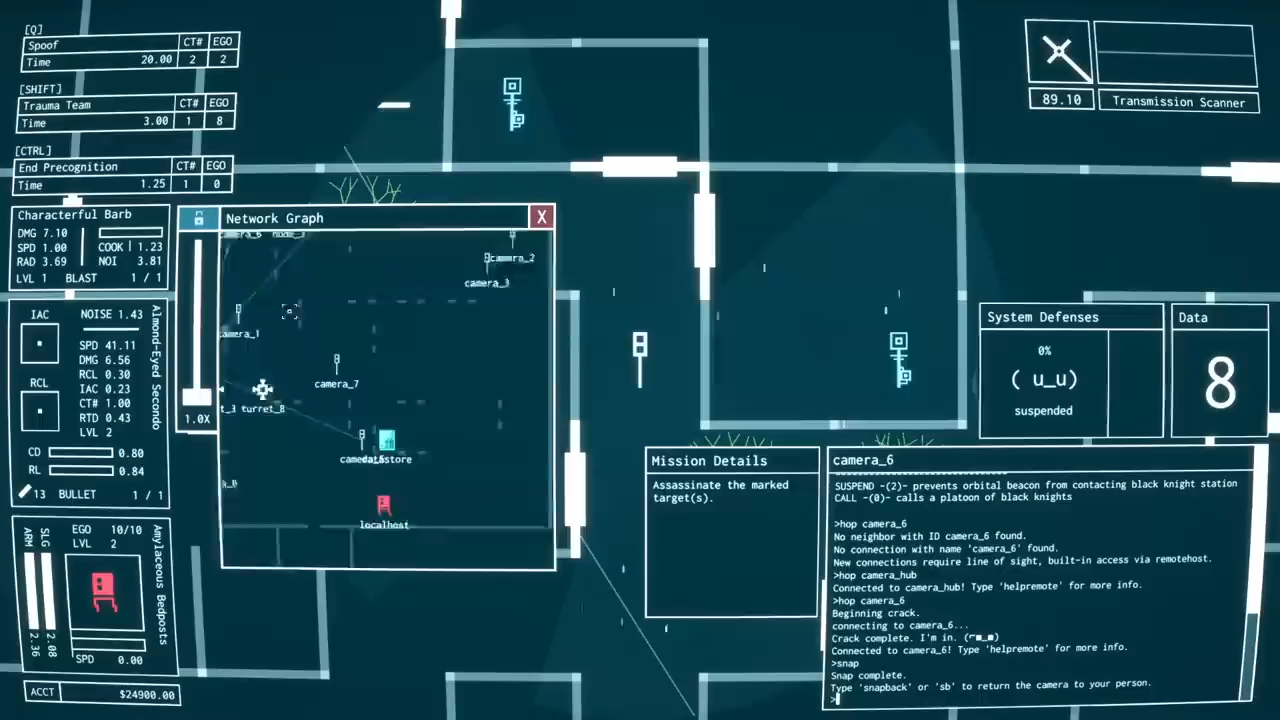 [Q]
Spoof CT# EGO
Time 20.00 2 2
[SHIFT]
Trauma Team CT# EGO
Time 3.00 1 8
[CTRL]
End Precognition CT# EGO
Time 1.25 1 0
Characterful Barb
DMG 7.10
SPD 1.00 COOK 1.23
RAD 3.69 NOI 3.81
LVL 1 BLAST 1 / 1
IAC NOISE 1.43
SPD 41.11
DMG 6.56
RCL RCL 0.30
IAC 0.23
CT# 1.00
RTD 0.43
LVL 2
CD 0.80
RL 0.84
13 BULLET 1 / 1
Almond-Eyed Secondo
ARM SLG EGO 10/10
LVL 2
2.36 2.08
SPD 0.00
Amylaceous Bedposts
ACCT $24900.00
Network Graph X
camera_2
camera_3
camera_1
camera_7
turret_8
localhost
1.0X
89.10 Transmission Scanner
System Defenses
0%
( u_u)
suspended
Data
8
Mission Details
Assassinate the marked
target(s).
camera_6
SUSPEND -(2)- prevents orbital beacon from contacting black knight station
CALL -(0)- calls a platoon of black knights
>hop camera_6
No neighbor with ID camera_6 found.
No connection with name 'camera_6' found.
New connections require line of sight, built-in access via remotehost.
>hop camera_hub
Connected to camera_hub! Type 'helpremote' for more info.
>hop camera_6
Beginning crack.
connecting to camera_6...
Crack complete. I'm in. (⌐■_■)
Connected to camera_6! Type 'helpremote' for more info.
>snap
Snap complete.
Type 'snapback' or 'sb' to return the camera to your person.
>